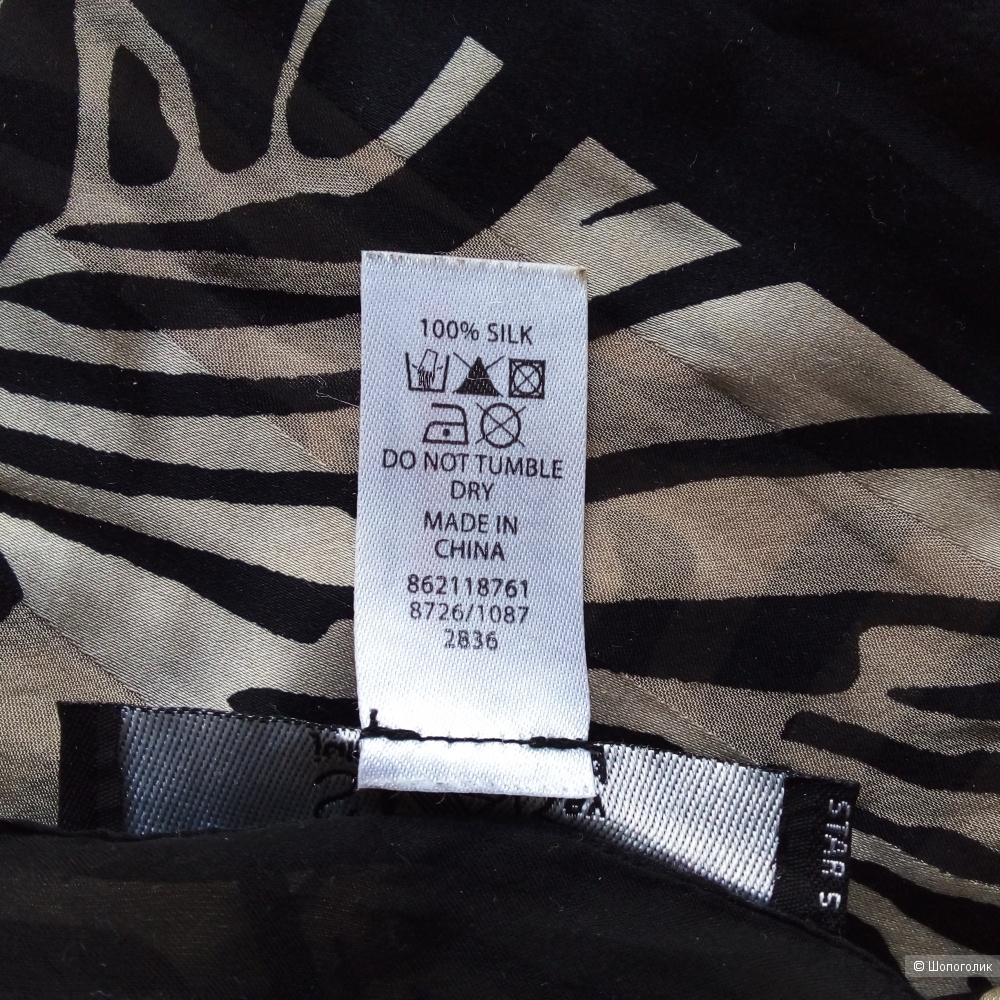 100% SILK
DO NOT TUMBLE
DRY
MADE IN
CHINA
862118761
8726/1087
2836
STAR S
© Шопоголик